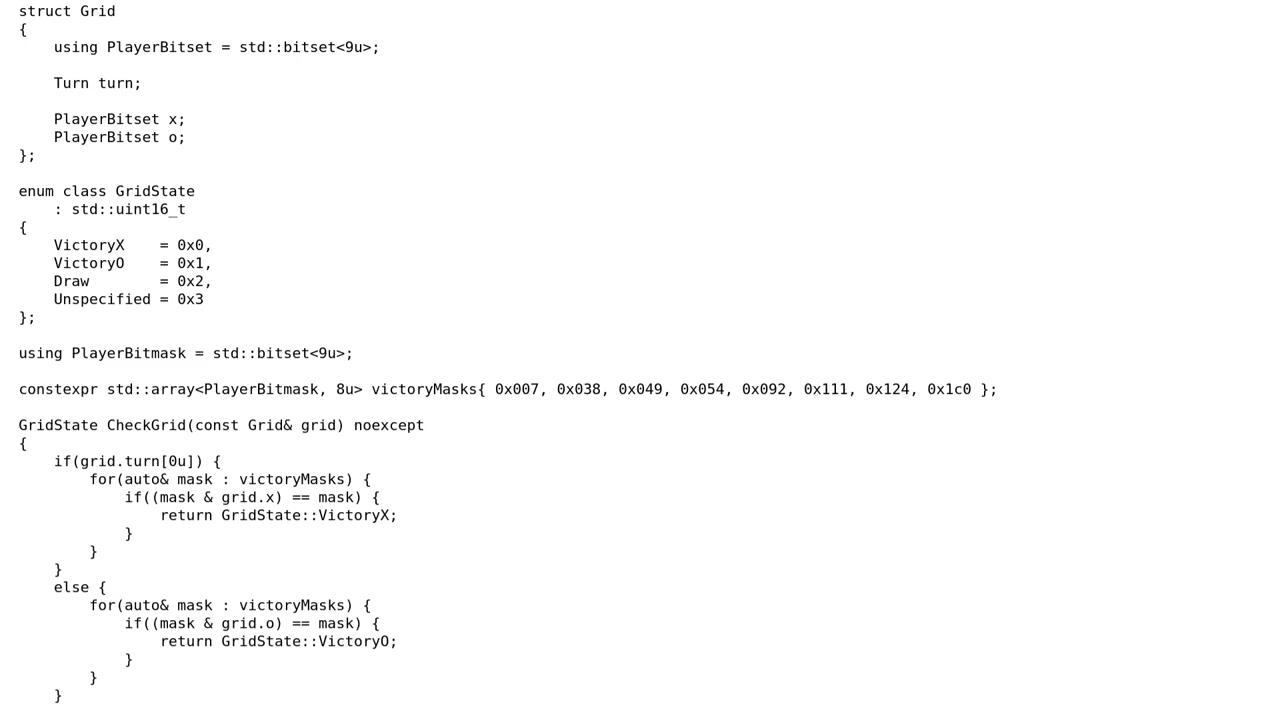 struct Grid
{
    using PlayerBitset = std::bitset<9u>;

    Turn turn;

    PlayerBitset x;
    PlayerBitset o;
};

enum class GridState
    : std::uint16_t
{
    VictoryX    = 0x0,
    VictoryO    = 0x1,
    Draw        = 0x2,
    Unspecified = 0x3
};

using PlayerBitmask = std::bitset<9u>;

constexpr std::array<PlayerBitmask, 8u> victoryMasks{ 0x007, 0x038, 0x049, 0x054, 0x092, 0x111, 0x124, 0x1c0 };

GridState CheckGrid(const Grid& grid) noexcept
{
    if(grid.turn[0u]) {
        for(auto& mask : victoryMasks) {
            if((mask & grid.x) == mask) {
                return GridState::VictoryX;
            }
        }
    }
    else {
        for(auto& mask : victoryMasks) {
            if((mask & grid.o) == mask) {
                return GridState::VictoryO;
            }
        }
    }